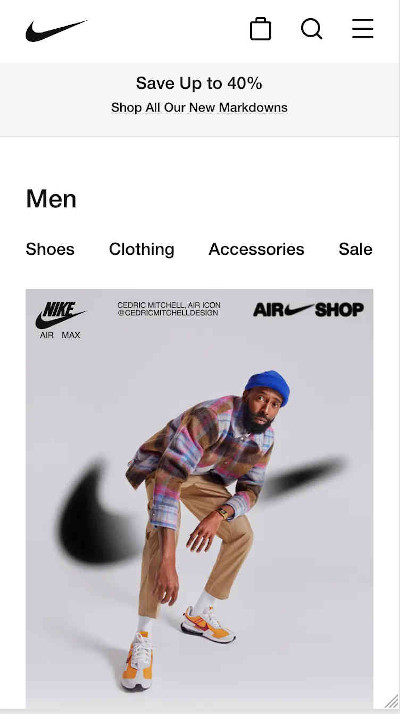 Save Up to 40%
Shop All Our New Markdowns
Men
Shoes Clothing Accessories Sale
NIKE
AIR MAX
CEDRIC MITCHELL, AIR ICON
@CEDRICMITCHELLDESIGN
AIR SHOP